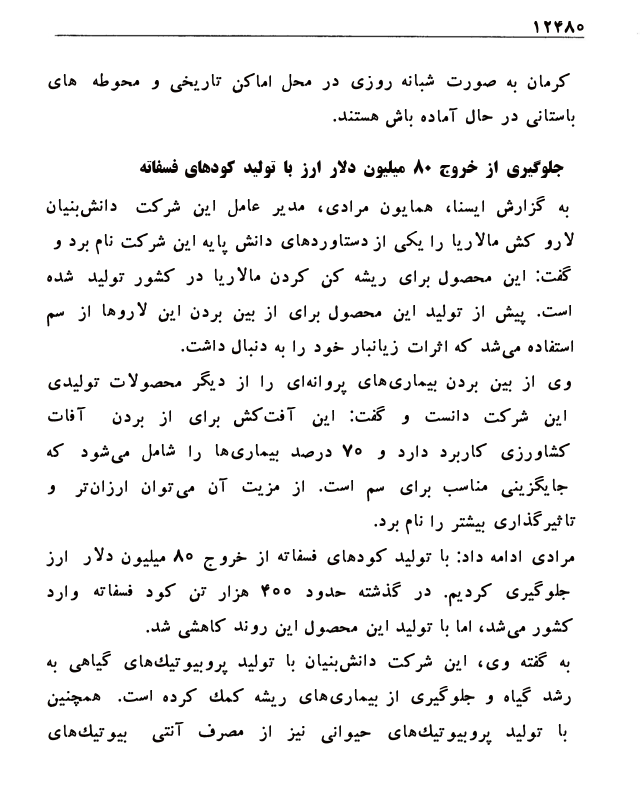 ۱۲۴۸۰
کرمان به صورت شبانه روزی در محل اماکن تاریخی و محوطه های
باستانی در حال آماده باش هستند.
جلوگیری از خروج ۸۰ میلیون دلار ارز با تولید کودهای فسفاته
به گزارش ایسنا، همایون مرادی، مدیر عامل این شرکت دانش‌بنیان
لارو کش مالاریا را یکی از دستاوردهای دانش پایه این شرکت نام برد و
گفت: این محصول برای ریشه کن کردن مالاریا در کشور تولید شده
است. پیش از تولید این محصول برای از بین بردن این لاروها از سم
استفاده می‌شد که اثرات زیانبار خود را به دنبال داشت.
وی از بین بردن بیماری‌های پروانه‌ای را از دیگر محصولات تولیدی
این شرکت دانست و گفت: این آفت‌کش برای از بردن آفات
کشاورزی کاربرد دارد و ۷۰ درصد بیماری‌ها را شامل می‌شود که
جایگزینی مناسب برای سم است. از مزیت آن می‌توان ارزان‌تر و
تاثیرگذاری بیشتر را نام برد.
مرادی ادامه داد: با تولید کودهای فسفاته از خروج ۸۰ میلیون دلار ارز
جلوگیری کردیم. در گذشته حدود ۴۰۰ هزار تن کود فسفاته وارد
کشور می‌شد، اما با تولید این محصول این روند کاهشی شد.
به گفته وی، این شرکت دانش‌بنیان با تولید پروبیوتیك‌های گیاهی به
رشد گیاه و جلوگیری از بیماری‌های ریشه کمك کرده است. همچنین
با تولید پروبیوتیك‌های حیوانی نیز از مصرف آنتی بیوتیك‌های